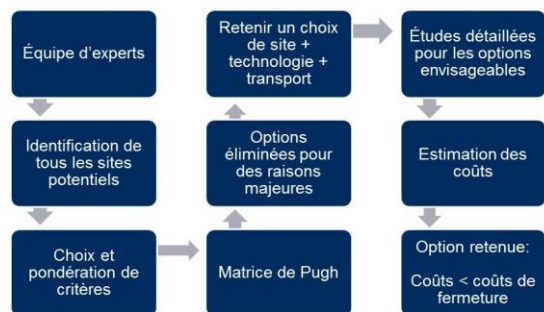 Équipe d'experts
Identification de
tous les sites
potentiels
Choix et
pondération de
critères
Matrice de Pugh
Options
éliminées pour
des raisons
majeures
Retenir un choix
de site +
technologie +
transport
Études détaillées
pour les options
envisageables
Estimation des
coûts
Option retenue:
Coûts < coûts de
fermeture